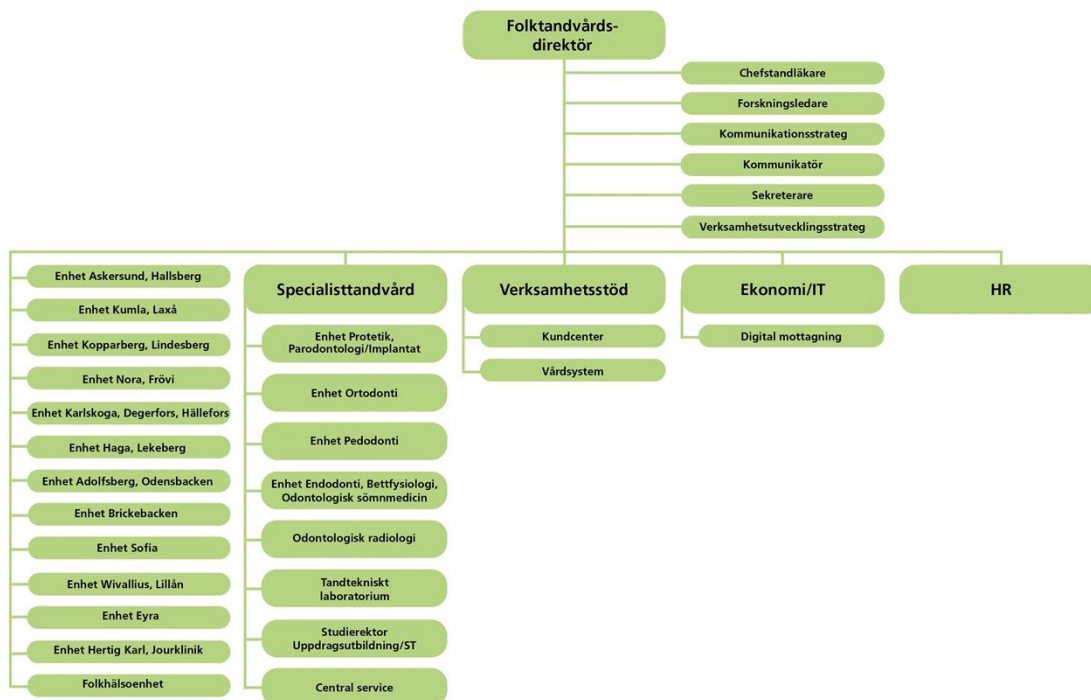 Folktandvårds-
direktör
Chefstandläkare
Forskningsledare
Kommunikationsstrateg
Kommunikatör
Sekreterare
Verksamhetsutvecklingsstrateg
Enhet Askersund, Hallsberg
Enhet Kumla, Laxå
Enhet Kopparberg, Lindesberg
Enhet Nora, Frövi
Enhet Karlskoga, Degerfors, Hällefors
Enhet Haga, Lekeberg
Enhet Adolfsberg, Odensbacken
Enhet Brickebacken
Enhet Sofia
Enhet Wivallius, Lillån
Enhet Eyra
Enhet Hertig Karl, Jourklinik
Folkhälsoenhet
Specialisttandvård
Enhet Protetik,
Parodontologi/Implantat
Enhet Ortodonti
Enhet Pedodonti
Enhet Endodonti, Bettfysiologi,
Odontologisk sömnmedicin
Odontologisk radiologi
Tandtekniskt
laboratorium
Studierektor
Uppdragsutbildning/ST
Central service
Verksamhetsstöd
Kundcenter
Vårdsystem
Ekonomi/IT
Digital mottagning
HR